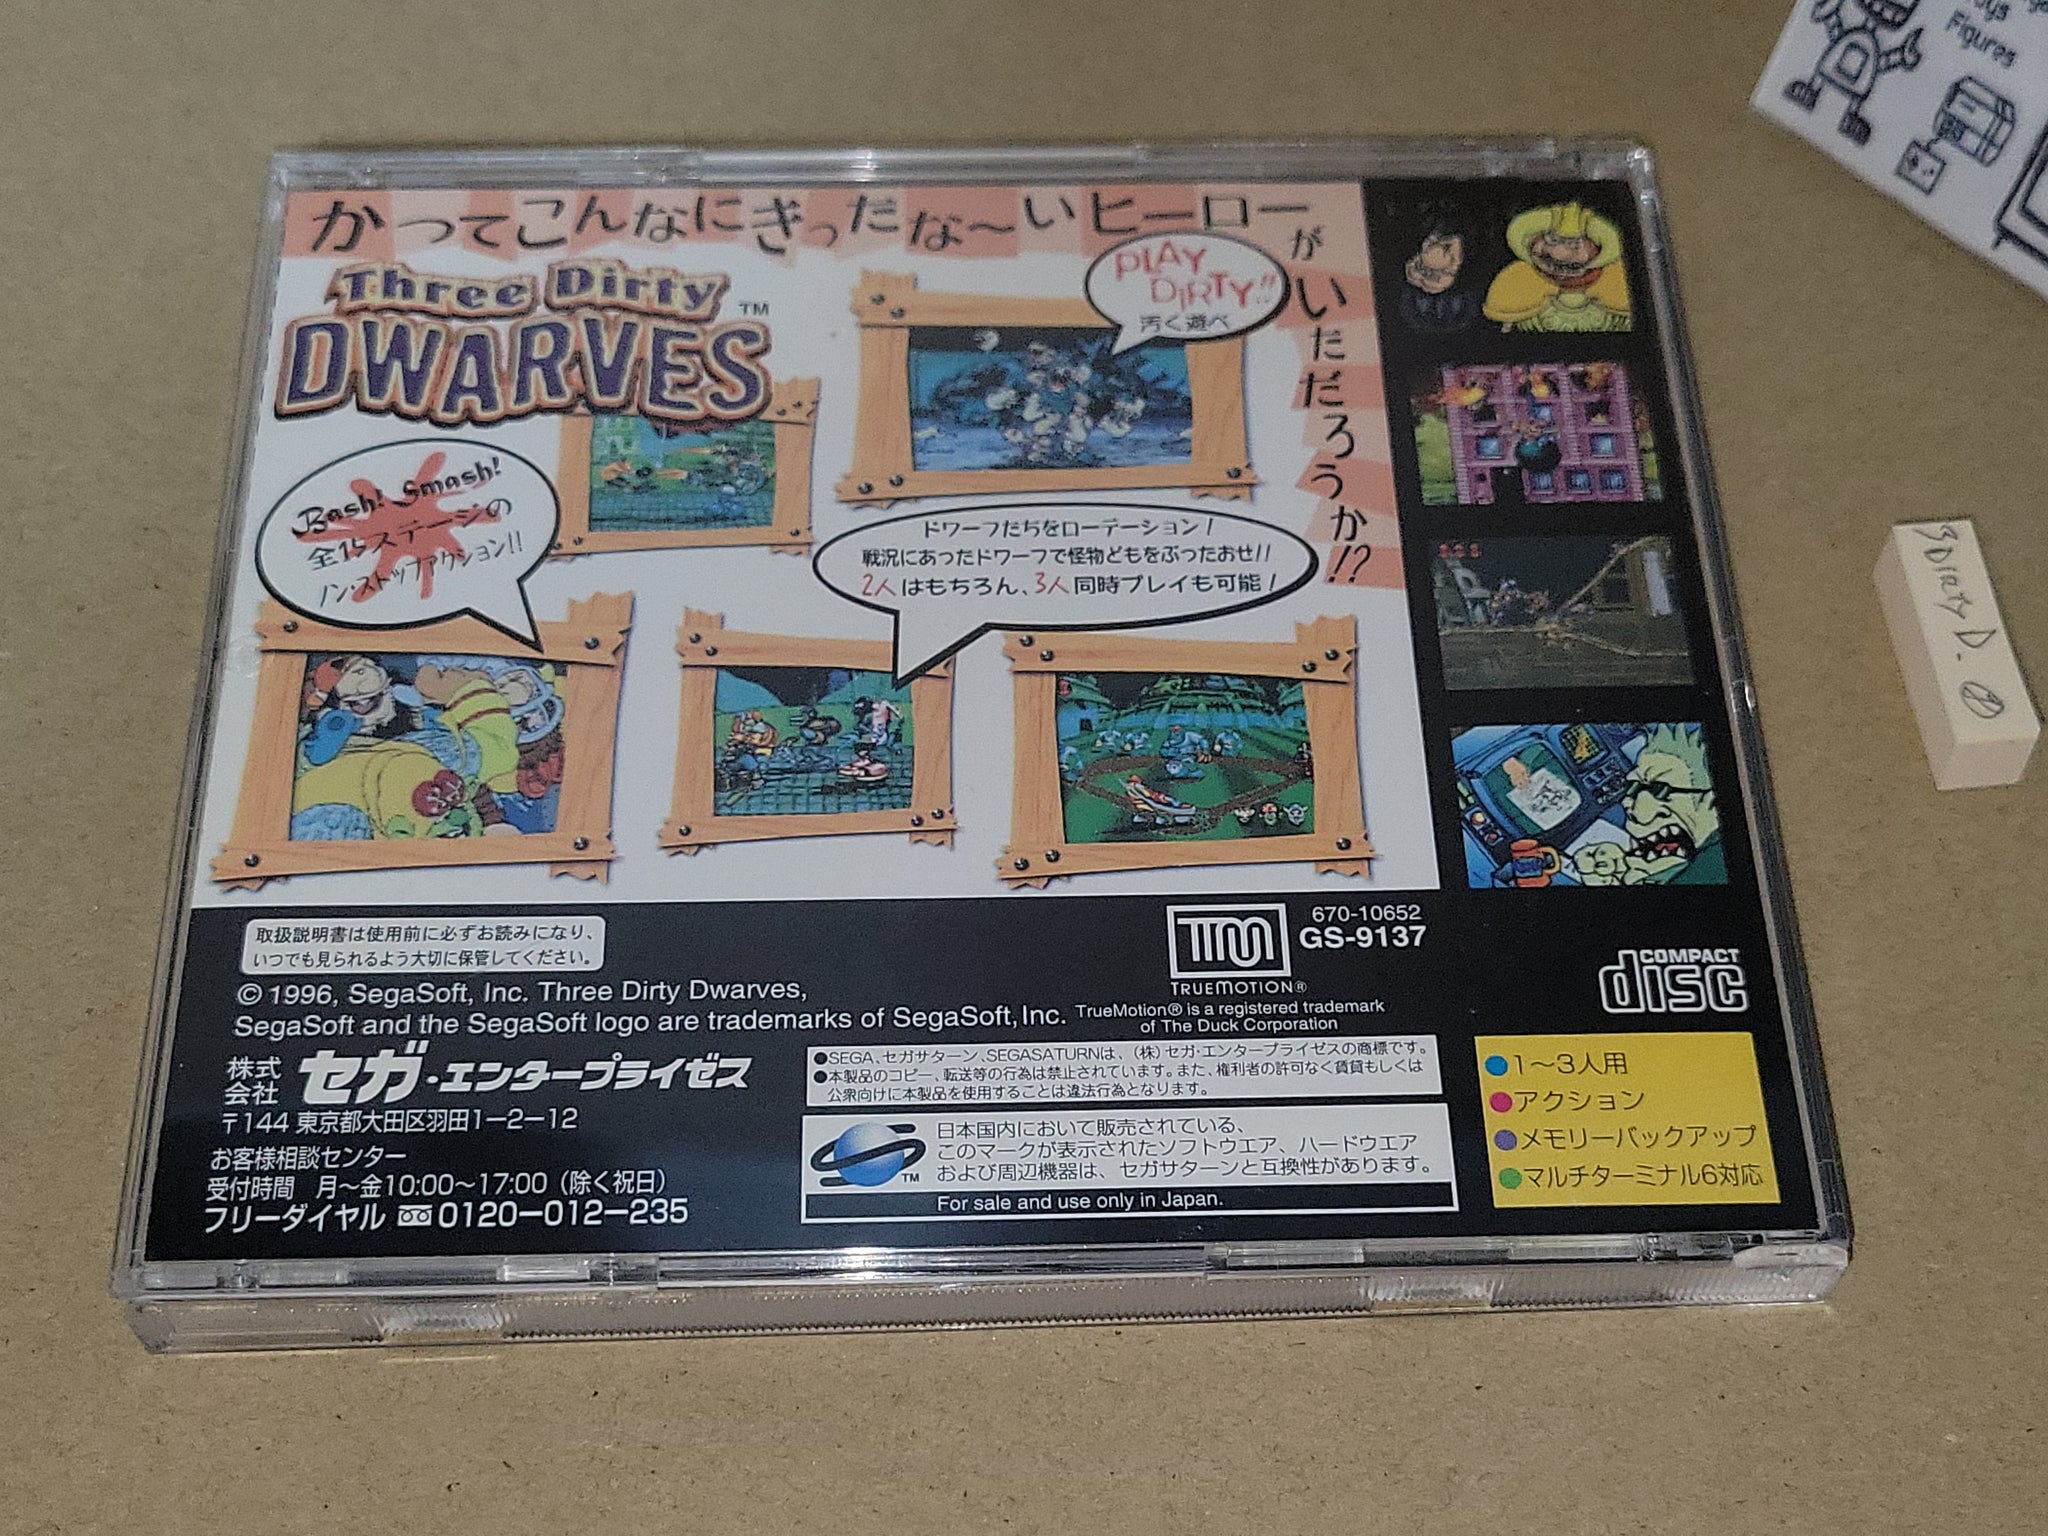 かつてこんなにきったな〜いヒーローがいただろうか!?
Three Dirty
DWARVES™
PLAY
DIRTY!!
汚く遊べ
Bash! Smash!
全15ステージの
ノン・ストップアクション!!
ドワーフたちをローテーション!
戦況にあったドワーフで怪物どもをぶったおせ!!
2人はもちろん、3人同時プレイも可能!
取扱説明書は使用前に必ずお読みになり、
いつでも見られるよう大切に保管してください。
© 1996, SegaSoft, Inc. Three Dirty Dwarves,
SegaSoft and the SegaSoft logo are trademarks of SegaSoft, Inc.
TRUEMOTION®
670-10652
GS-9137
TrueMotion® is a registered trademark
of The Duck Corporation
COMPACT
disc
株式会社 セガ・エンタープライゼス
〒144 東京都大田区羽田1−2−12
お客様相談センター
受付時間 月〜金10:00〜17:00(除く祝日)
フリーダイヤル 0120−012−235
●SEGA、セガサターン、SEGASATURNは、(株)セガ・エンタープライゼスの商標です。
●本製品のコピー、転送等の行為は禁止されています。また、権利者の許可なく賃貸もしくは
公衆向けに本製品を使用することは違法行為となります。
日本国内において販売されている、
このマークが表示されたソフトウエア、ハードウエア
および周辺機器は、セガサターンと互換性があります。
TM
For sale and use only in Japan.
●1〜3人用
●アクション
●メモリーバックアップ
●マルチターミナル6対応
Figures
3 Dirty D.